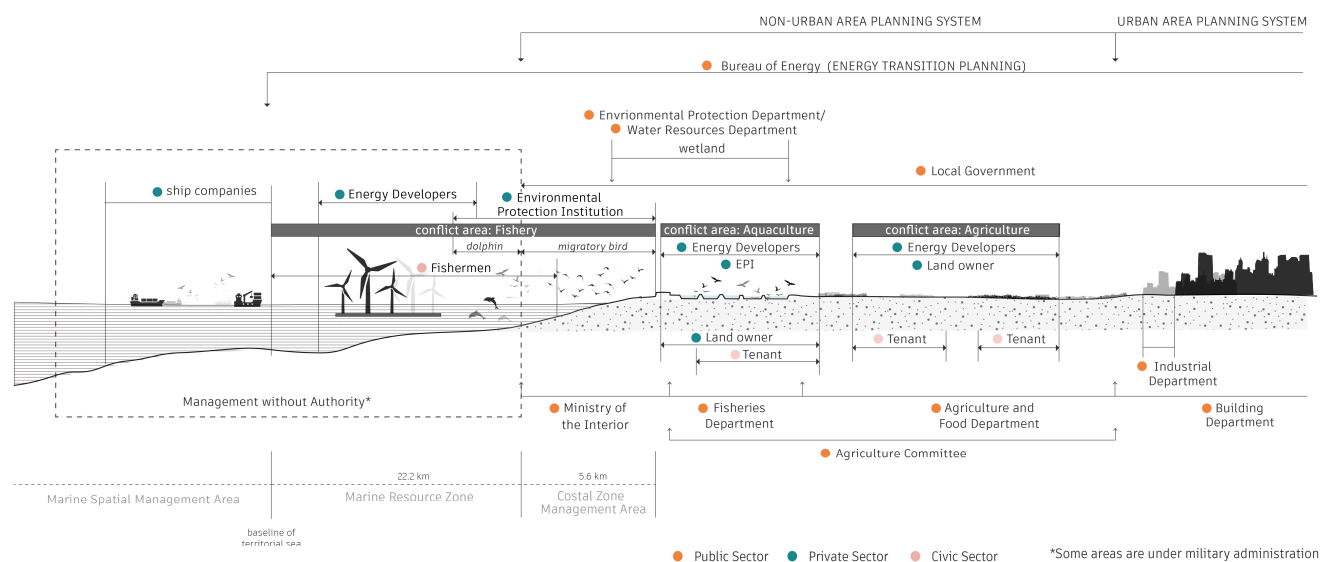 NON-URBAN AREA PLANNING SYSTEM
URBAN AREA PLANNING SYSTEM
Bureau of Energy (ENERGY TRANSITION PLANNING)
Envrionmental Protection Department/
Water Resources Department
wetland
Local Government
ship companies
Energy Developers
Environmental
Protection Institution
conflict area: Fishery
conflict area: Aquaculture
conflict area: Agriculture
dolphin
migratory bird
Energy Developers
Energy Developers
Fishermen
EPI
Land owner
Land owner
Tenant
Tenant
Tenant
Industrial
Department
Management without Authority*
Ministry of
the Interior
Fisheries
Department
Agriculture and
Food Department
Building
Department
Agriculture Committee
22.2 km
5.6 km
Marine Spatial Management Area
Marine Resource Zone
Costal Zone
Management Area
baseline of
territorial sea
Public Sector
Private Sector
Civic Sector
*Some areas are under military administration